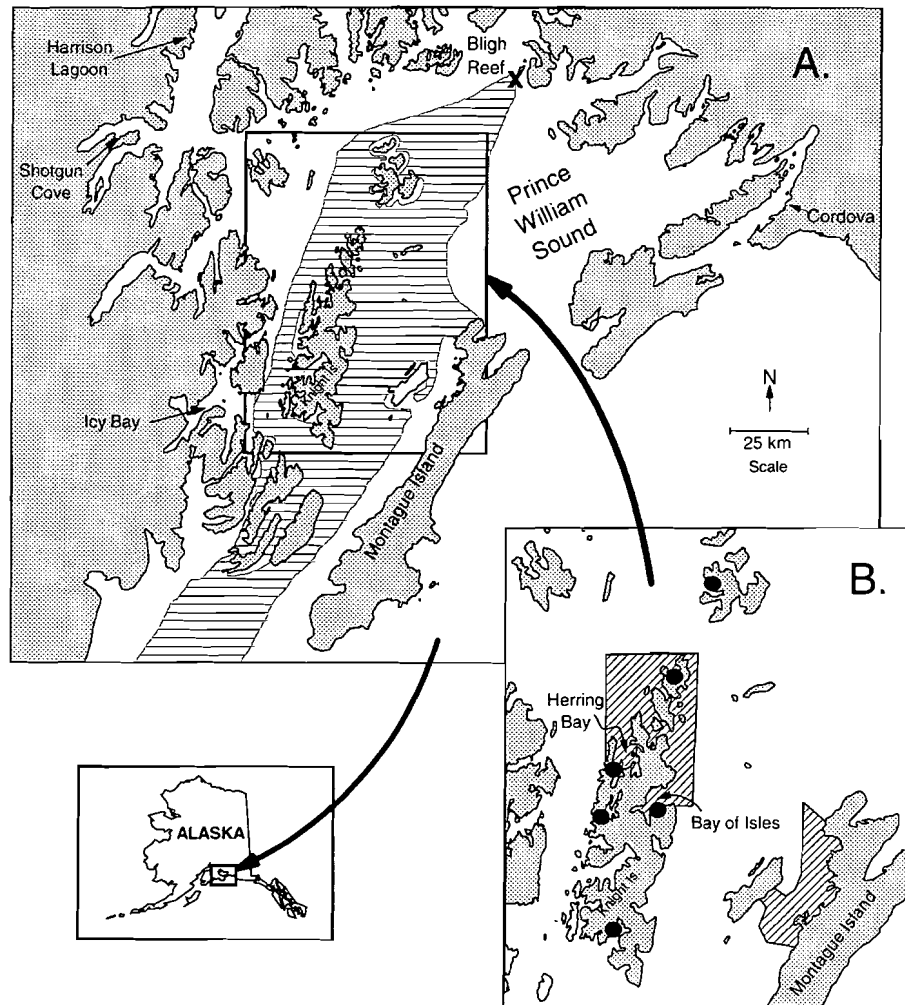 Harrison
Lagoon
Bligh
Reef
X
A.
Shotgun
Cove
Prince
William
Sound
Cordova
Icy Bay
N
25 km
Scale
Montague Island
B.
Herring
Bay
Bay of Isles
ALASKA
night Is
Montague Island